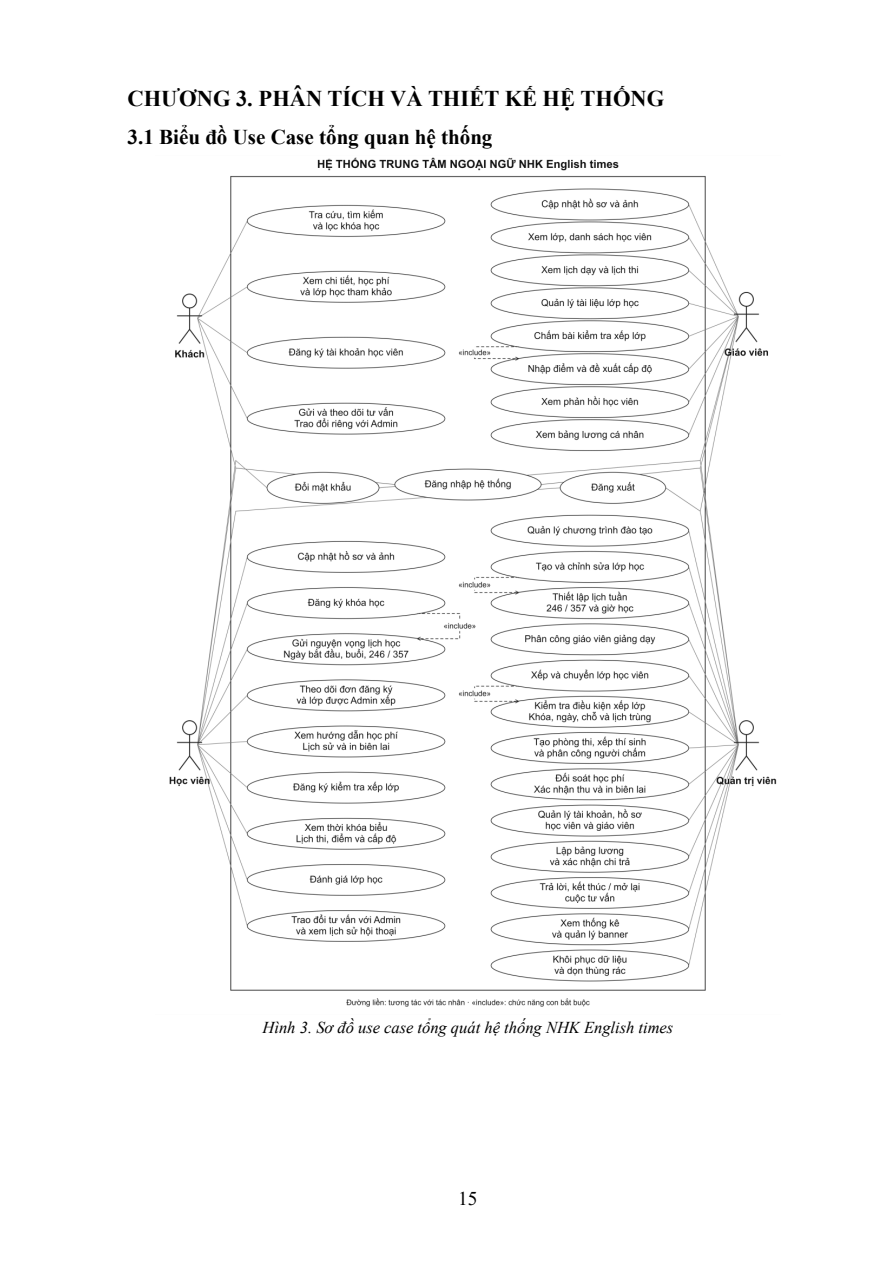 CHƯƠNG 3. PHÂN TÍCH VÀ THIẾT KẾ HỆ THỐNG
3.1 Biểu đồ Use Case tổng quan hệ thống
HỆ THỐNG TRUNG TÂM NGOẠI NGỮ NHK English times
Tra cứu, tìm kiếm
và lọc khóa học
Xem chi tiết, học phí
và lớp học tham khảo
Đăng ký tài khoản học viên
Gửi và theo dõi tư vấn
Trao đổi riêng với Admin
Khách
Cập nhật hồ sơ và ảnh
Xem lớp, danh sách học viên
Xem lịch dạy và lịch thi
Quản lý tài liệu lớp học
Chấm bài kiểm tra xếp lớp
«include»
Nhập điểm và đề xuất cấp độ
Xem phản hồi học viên
Xem bảng lương cá nhân
Giáo viên
Đổi mật khẩu
Đăng nhập hệ thống
Đăng xuất
Cập nhật hồ sơ và ảnh
Đăng ký khóa học
«include»
Gửi nguyện vọng lịch học
Ngày bắt đầu, buổi, 246 / 357
Theo dõi đơn đăng ký
và lớp được Admin xếp
Xem hướng dẫn học phí
Lịch sử và in biên lai
Đăng ký kiểm tra xếp lớp
Xem thời khóa biểu
Lịch thi, điểm và cấp độ
Đánh giá lớp học
Trao đổi tư vấn với Admin
và xem lịch sử hội thoại
Học viên
Quản lý chương trình đào tạo
Tạo và chỉnh sửa lớp học
«include»
Thiết lập lịch tuần
246 / 357 và giờ học
Phân công giáo viên giảng dạy
Xếp và chuyển lớp học viên
«include»
Kiểm tra điều kiện xếp lớp
Khóa, ngày, chỗ và lịch trùng
Tạo phòng thi, xếp thí sinh
và phân công người chấm
Đối soát học phí
Xác nhận thu và in biên lai
Quản lý tài khoản, hồ sơ
học viên và giáo viên
Lập bảng lương
và xác nhận chi trả
Trả lời, kết thúc / mở lại
cuộc tư vấn
Xem thống kê
và quản lý banner
Khôi phục dữ liệu
và dọn thùng rác
Quản trị viên
Đường liền: tương tác với tác nhân · «include»: chức năng con bắt buộc
Hình 3. Sơ đồ use case tổng quát hệ thống NHK English times
15